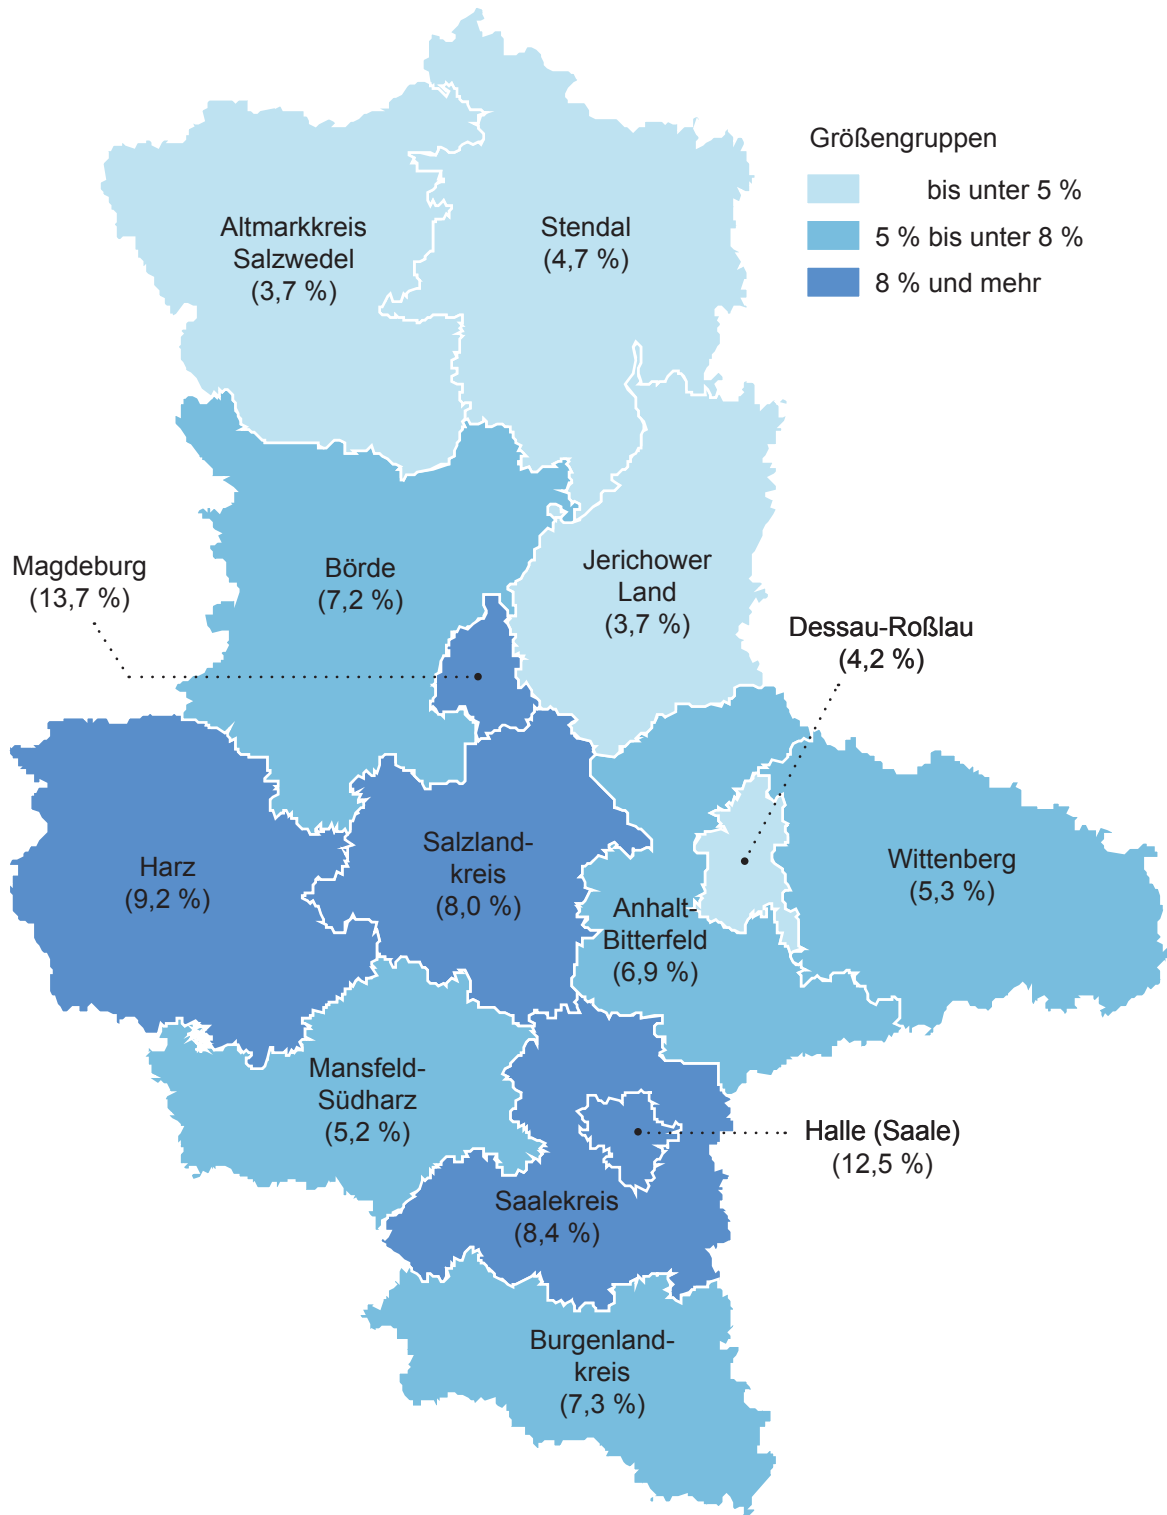 Größengruppen
bis unter 5 %
5 % bis unter 8 %
8 % und mehr
Altmarkkreis
Salzwedel
(3,7 %)
Stendal
(4,7 %)
Magdeburg
(13,7 %)
Börde
(7,2 %)
Jerichower
Land
(3,7 %)
Dessau-Roßlau
(4,2 %)
Harz
(9,2 %)
Salzland-
kreis
(8,0 %)
Anhalt-
Bitterfeld
(6,9 %)
Wittenberg
(5,3 %)
Mansfeld-
Südharz
(5,2 %)
Halle (Saale)
(12,5 %)
Saalekreis
(8,4 %)
Burgenland-
kreis
(7,3 %)